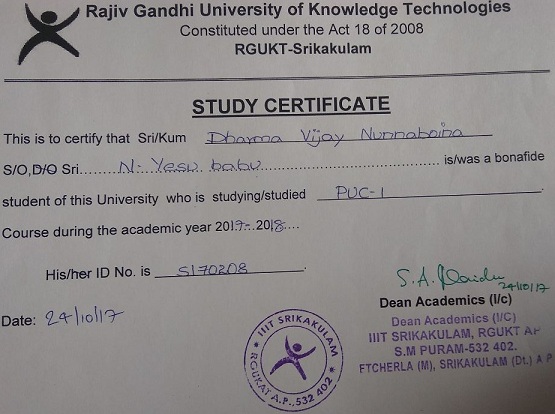 Rajiv Gandhi University of Knowledge Technologies
Constituted under the Act 18 of 2008
RGUKT-Srikakulam
STUDY CERTIFICATE
This is to certify that Sri/Kum Dharma Vijay Nunnaboina
S/O,D/O Sri......N. Yesu babu............................................ is/was a bonafide
student of this University who is studying/studied PUC-1
Course during the academic year 2017-2018....
His/her ID No. is S170208.
S.A. Naidu
24/10/17
Date: 24/10/17
Dean Academics (I/c)
Dean Academics (I/C)
IIIT SRIKAKULAM, RGUKT AP
S.M PURAM-532 402.
ETCHERLA (M), SRIKAKULAM (Dt.) A P
IIIT SRIKAKULAM
RGUKT A.P., 532 402